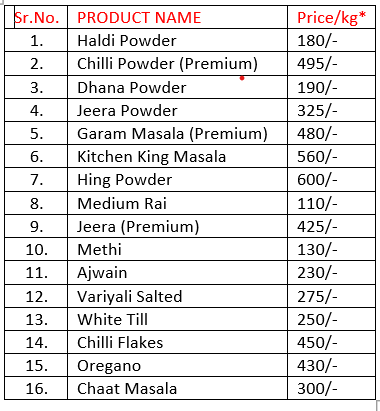 Sr.No. PRODUCT NAME Price/kg*
1. Haldi Powder 180/-
2. Chilli Powder (Premium) 495/-
3. Dhana Powder 190/-
4. Jeera Powder 325/-
5. Garam Masala (Premium) 480/-
6. Kitchen King Masala 560/-
7. Hing Powder 600/-
8. Medium Rai 110/-
9. Jeera (Premium) 425/-
10. Methi 130/-
11. Ajwain 230/-
12. Variyali Salted 275/-
13. White Till 250/-
14. Chilli Flakes 450/-
15. Oregano 430/-
16. Chaat Masala 300/-